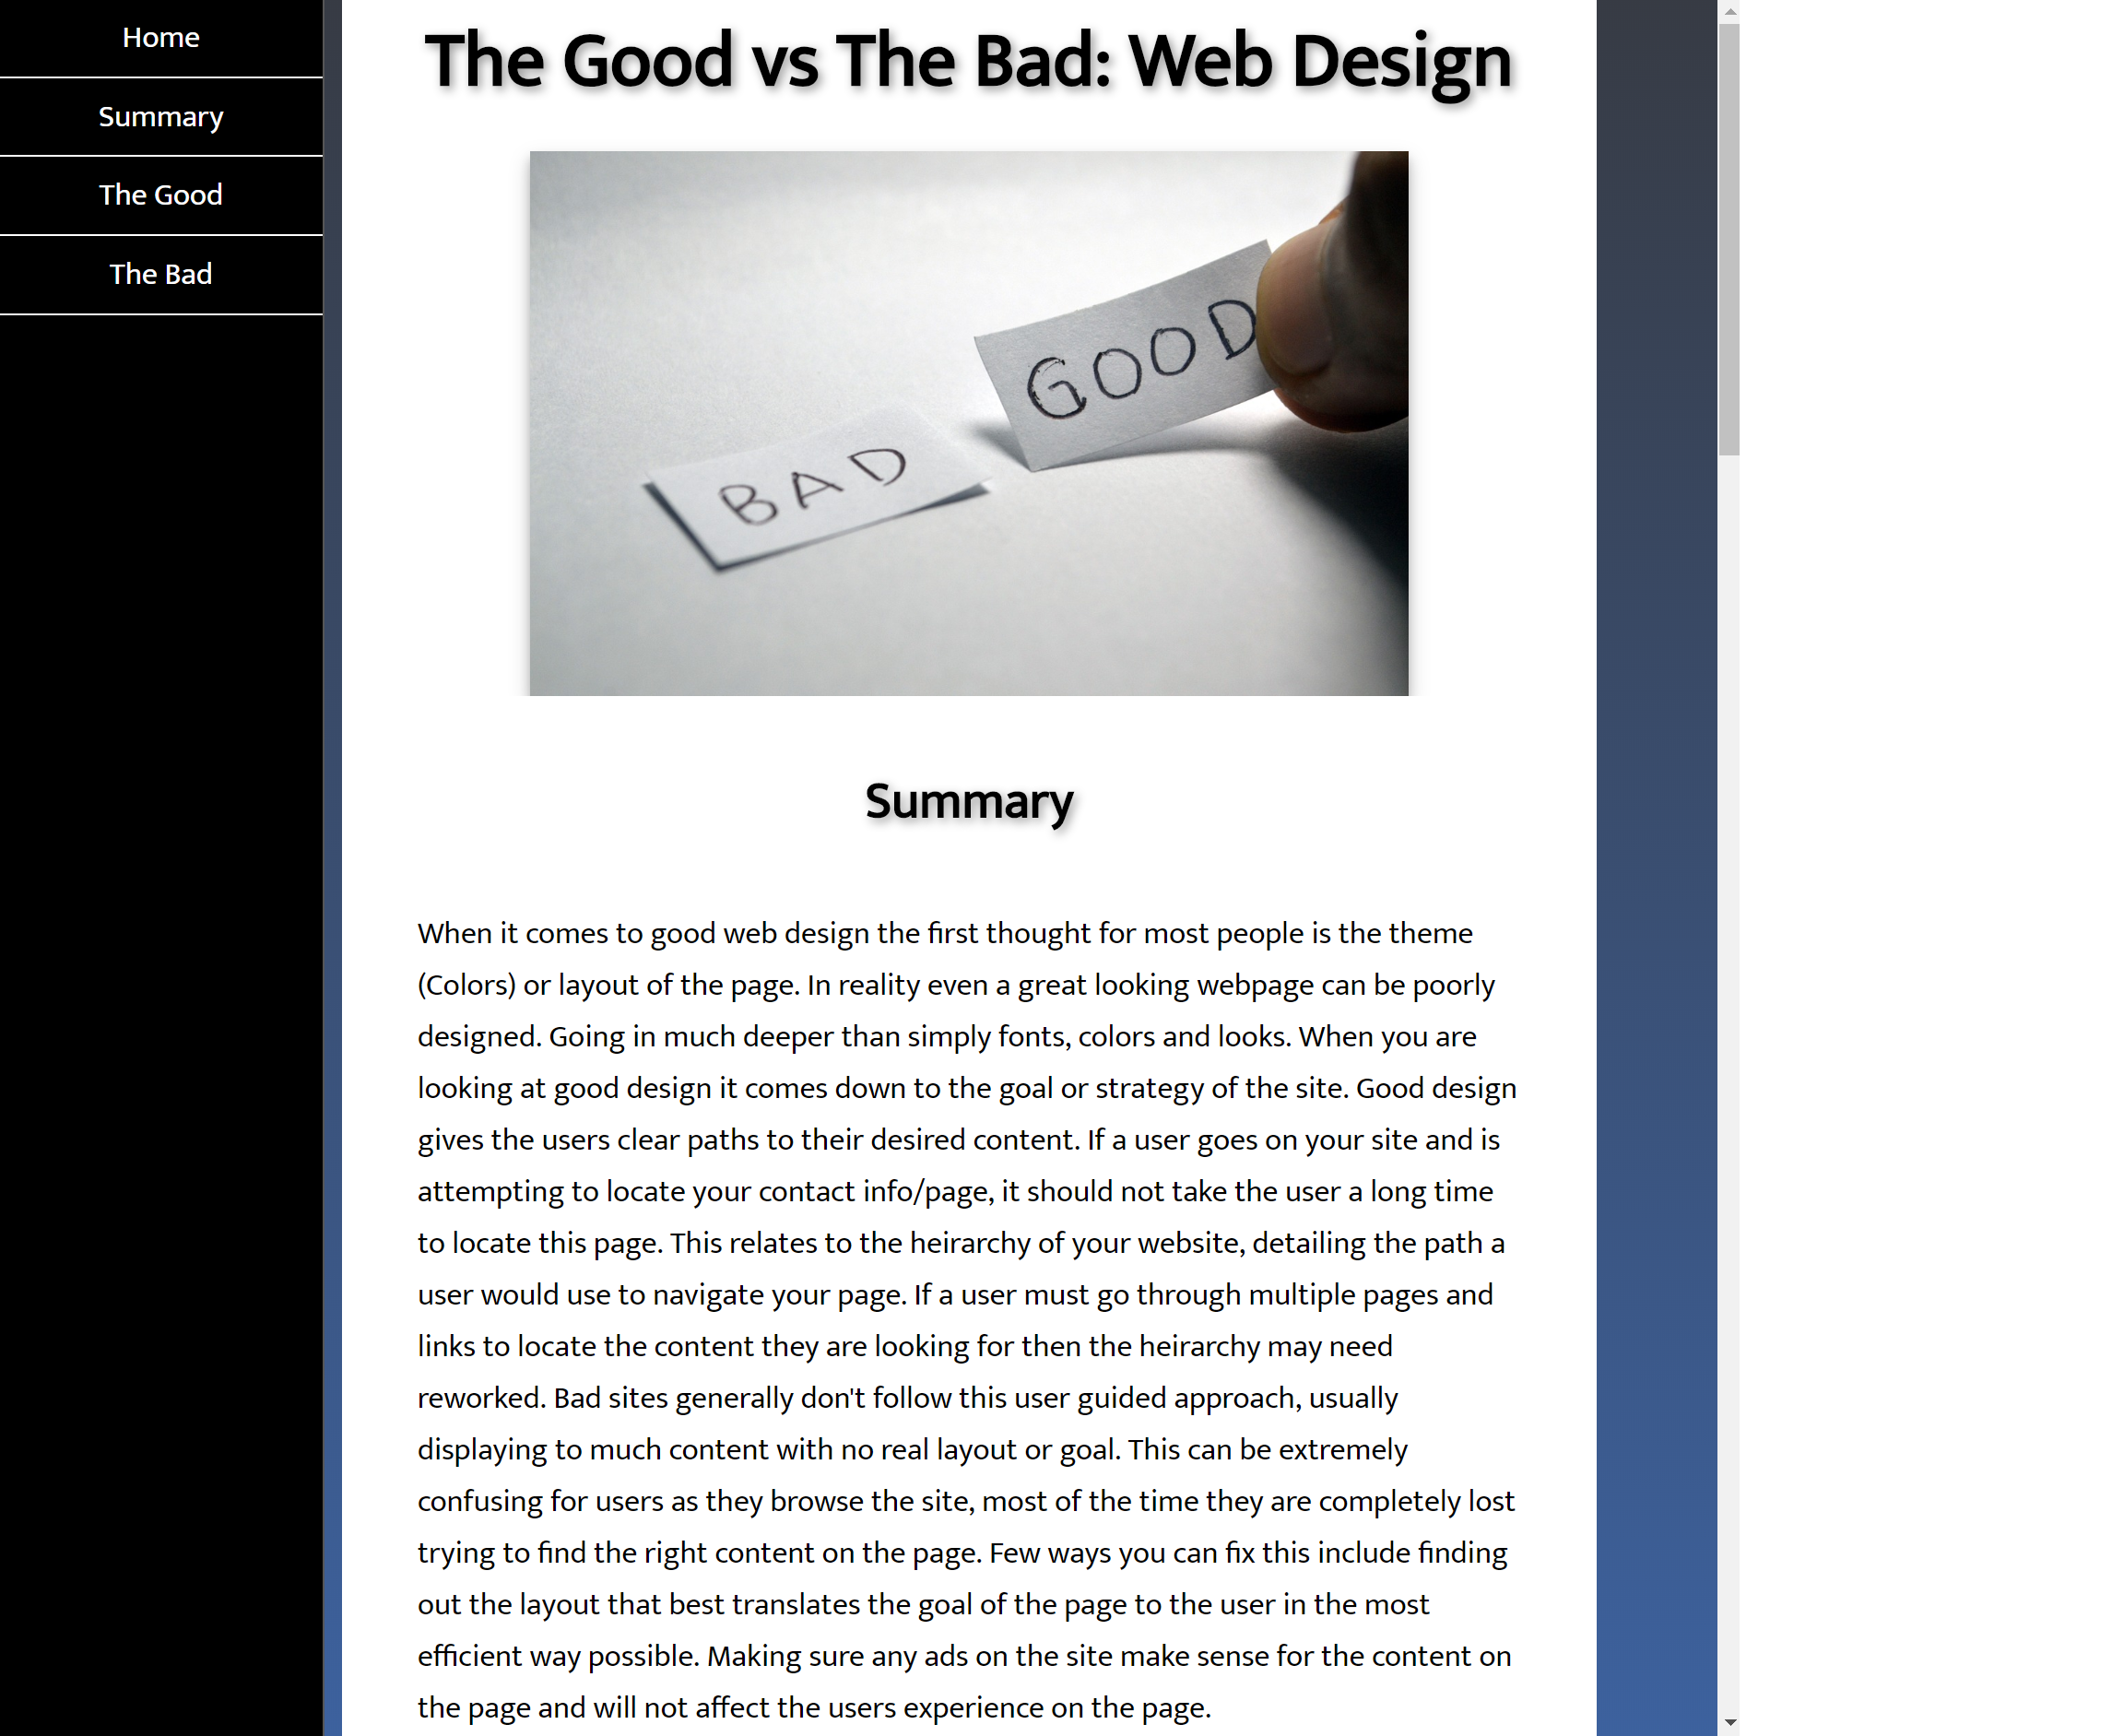 Home
Summary
The Good
The Bad
The Good vs The Bad: Web Design
BAD
GOOD
Summary
When it comes to good web design the first thought for most people is the theme
(Colors) or layout of the page. In reality even a great looking webpage can be poorly
designed. Going in much deeper than simply fonts, colors and looks. When you are
looking at good design it comes down to the goal or strategy of the site. Good design
gives the users clear paths to their desired content. If a user goes on your site and is
attempting to locate your contact info/page, it should not take the user a long time
to locate this page. This relates to the heirarchy of your website, detailing the path a
user would use to navigate your page. If a user must go through multiple pages and
links to locate the content they are looking for then the heirarchy may need
reworked. Bad sites generally don't follow this user guided approach, usually
displaying to much content with no real layout or goal. This can be extremely
confusing for users as they browse the site, most of the time they are completely lost
trying to find the right content on the page. Few ways you can fix this include finding
out the layout that best translates the goal of the page to the user in the most
efficient way possible. Making sure any ads on the site make sense for the content on
the page and will not affect the users experience on the page.